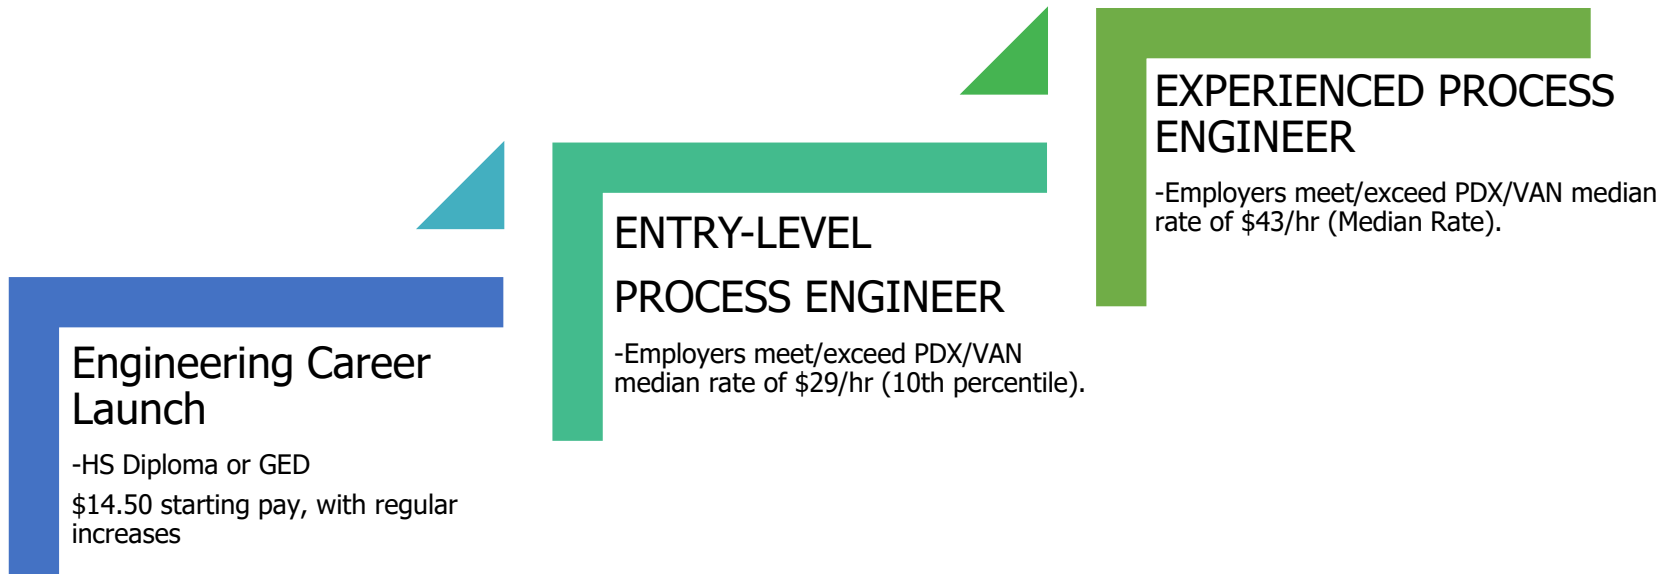 Engineering Career
Launch
-HS Diploma or GED
$14.50 starting pay, with regular
increases
ENTRY-LEVEL
PROCESS ENGINEER
-Employers meet/exceed PDX/VAN
median rate of $29/hr (10th percentile).
EXPERIENCED PROCESS
ENGINEER
-Employers meet/exceed PDX/VAN median
rate of $43/hr (Median Rate).